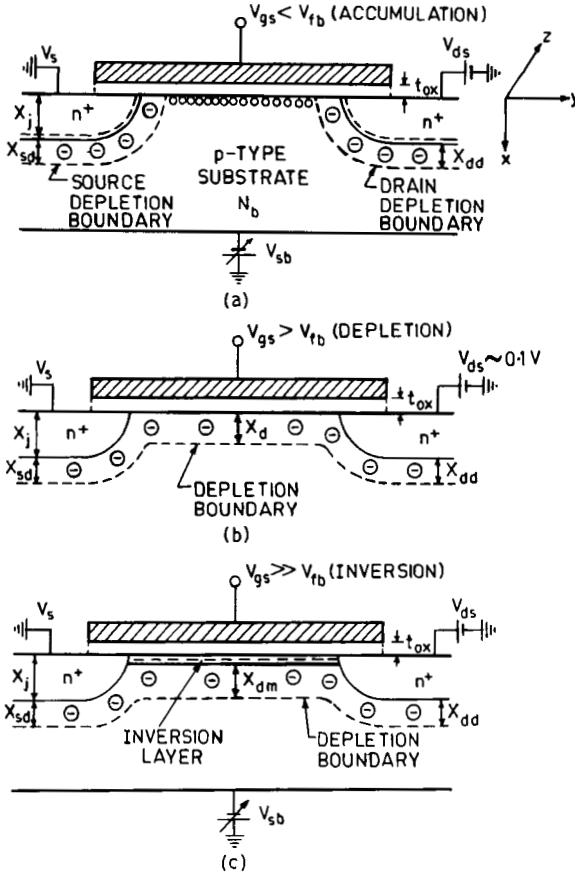 Vgs < Vfb (ACCUMULATION)
Vs
Vds
z
tox
y
x
Xj
n+
n+
Xsd
Xdd
P-TYPE
SUBSTRATE
Nb
SOURCE
DEPLETION
BOUNDARY
DRAIN
DEPLETION
BOUNDARY
Vsb
(a)
Vgs > Vfb (DEPLETION)
Vs
Vds ~ 0·1 V
tox
Xj
n+
Xd
n+
Xsd
Xdd
DEPLETION
BOUNDARY
(b)
Vgs >> Vfb (INVERSION)
Vs
Vds
tox
Xj
n+
Xdm
n+
Xsd
Xdd
INVERSION
LAYER
DEPLETION
BOUNDARY
Vsb
(c)